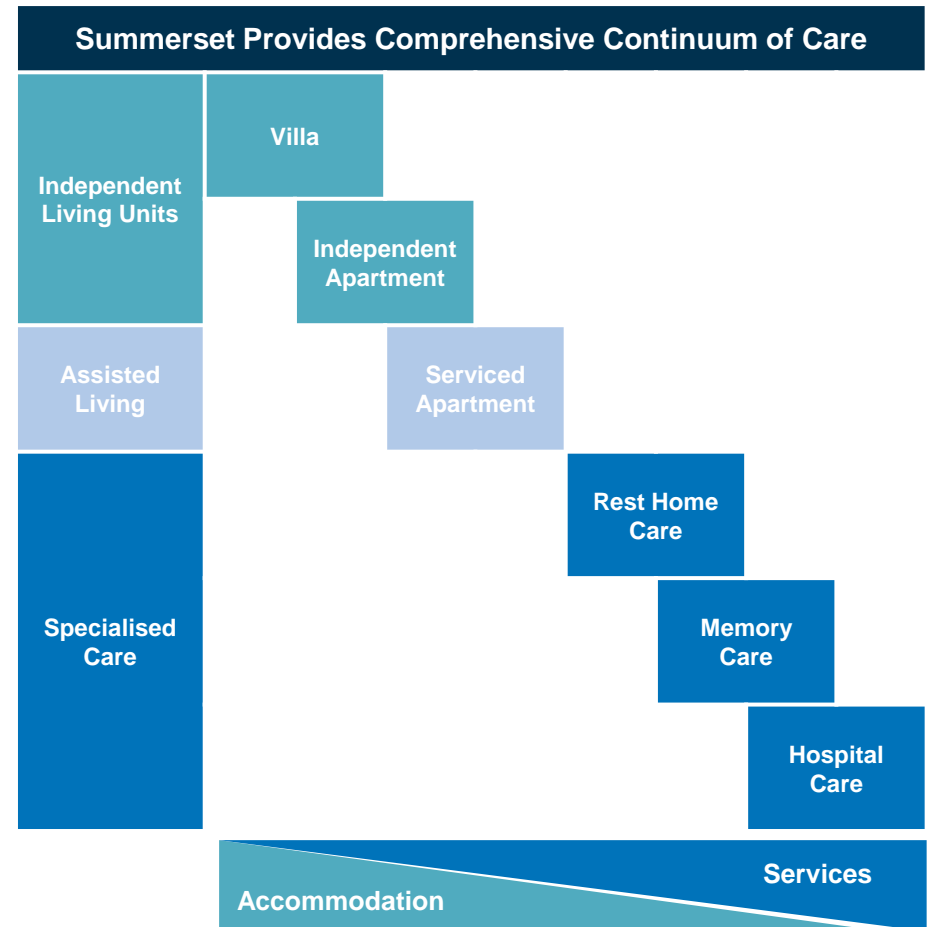 Summerset Provides Comprehensive Continuum of Care
Independent
Living Units
Villa
Independent
Apartment
Assisted
Living
Serviced
Apartment
Specialised
Care
Rest Home
Care
Memory
Care
Hospital
Care
Services
Accommodation